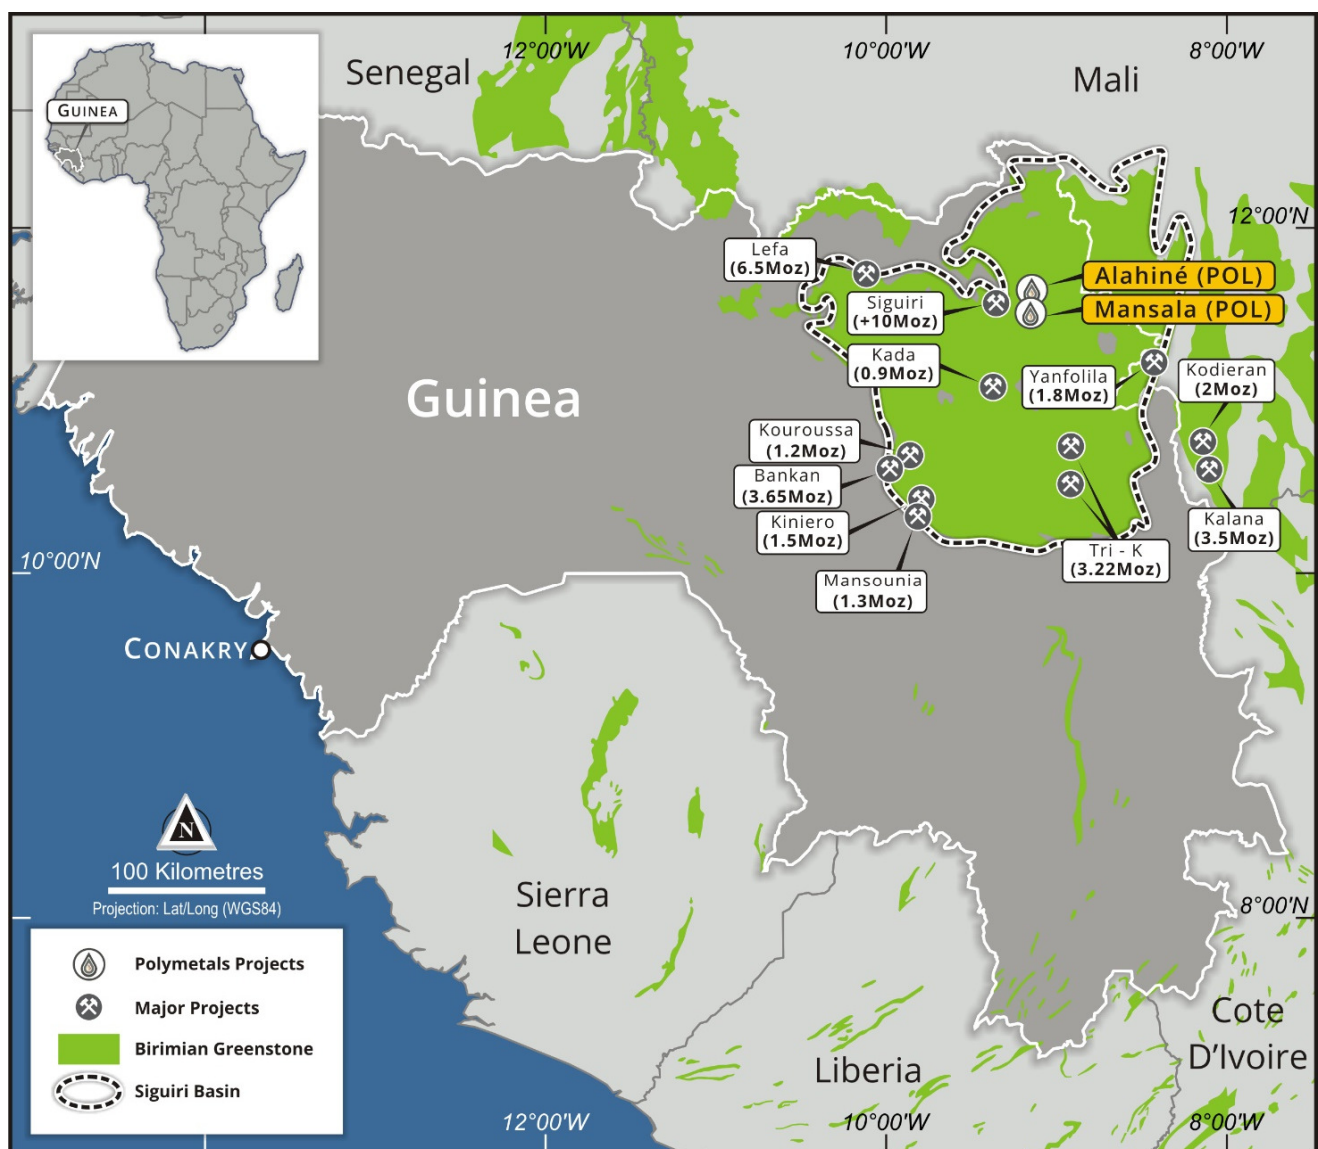 12°00'W
10°00'W
8°00'W
Senegal
Mali
GUINEA
12°00'N
Lefa
(6.5Moz)
Alahiné (POL)
Siguiri
(+10Moz)
Mansala (POL)
Kada
(0.9Moz)
Yanfolila
(1.8Moz)
Kodieran
(2Moz)
Guinea
Kouroussa
(1.2Moz)
Bankan
(3.65Moz)
Kiniero
(1.5Moz)
Kalana
(3.5Moz)
Tri - K
(3.22Moz)
10°00'N
Mansounia
(1.3Moz)
CONAKRY
N
100 Kilometres
Projection: Lat/Long (WGS84)
Sierra
Leone
8°00'N
Polymetals Projects
Major Projects
Birimian Greenstone
Siguiri Basin
Cote
D'Ivoire
Liberia
12°00'W
10°00'W
8°00'W